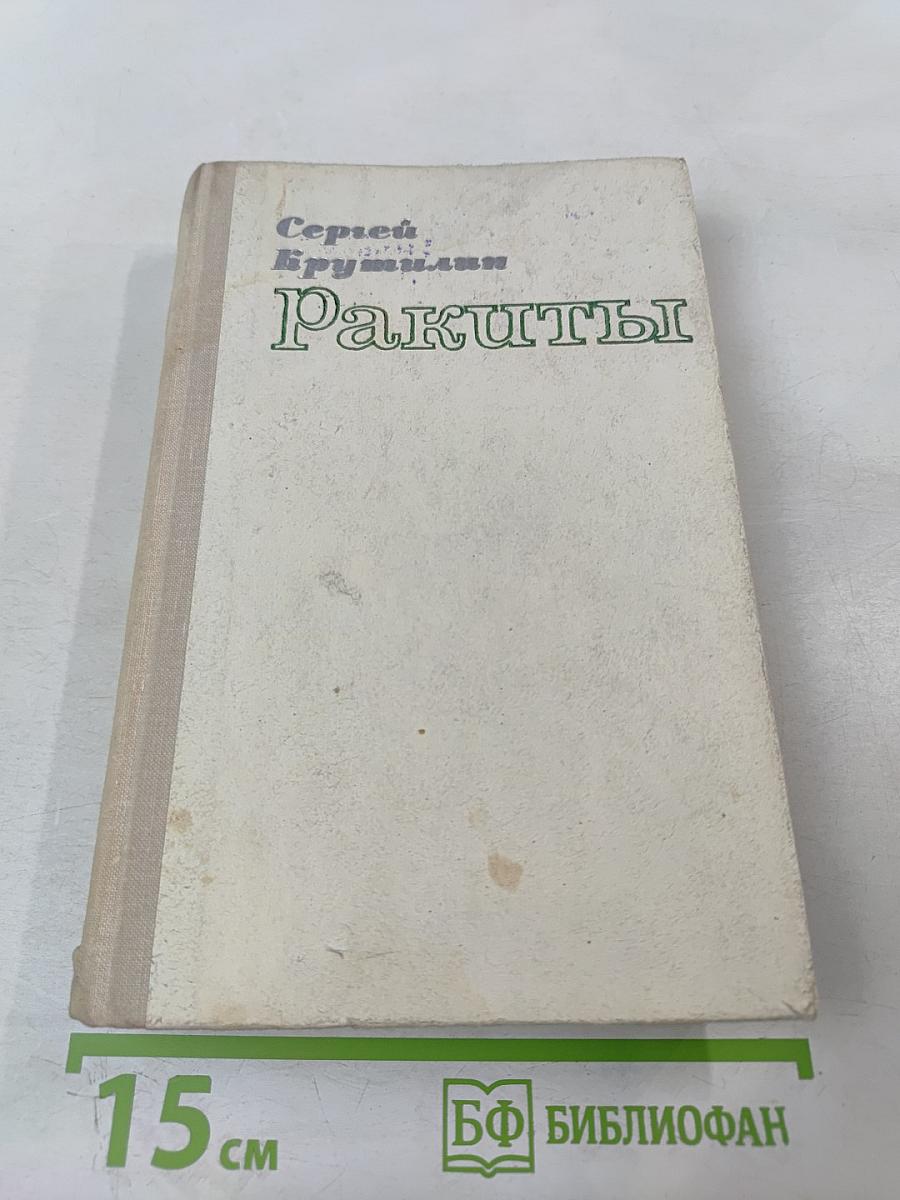 Сергей
Крутилин
Ракиты
15 см
БФ БИБЛИОФАН